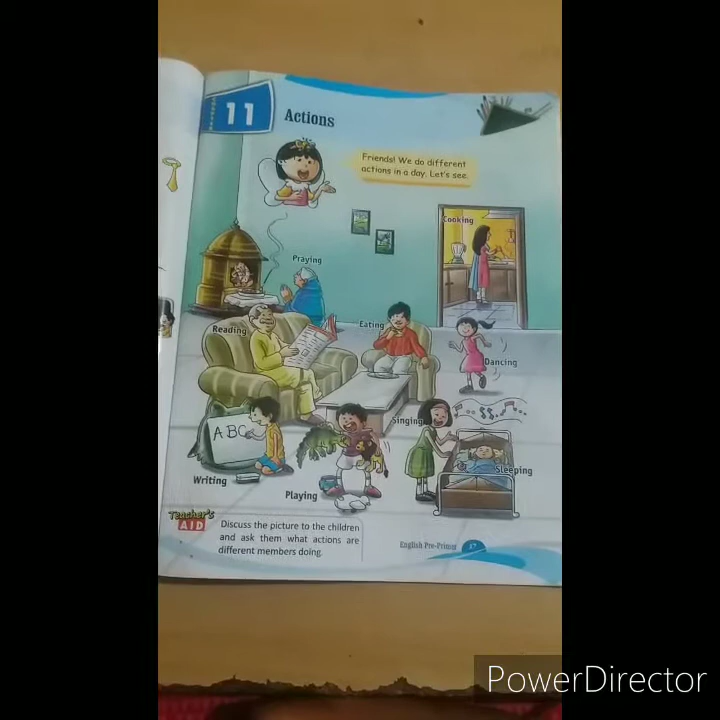 CHAPTER
11
Actions
Friends! We do different
actions in a day. Let's see.
Cooking
Praying
Reading
Eating
Dancing
ABC
Singing
Sleeping
Writing
Playing
Teacher's
AID
Discuss the picture to the children
and ask them what actions are
different members doing.
English Pre-Primer
PowerDirector